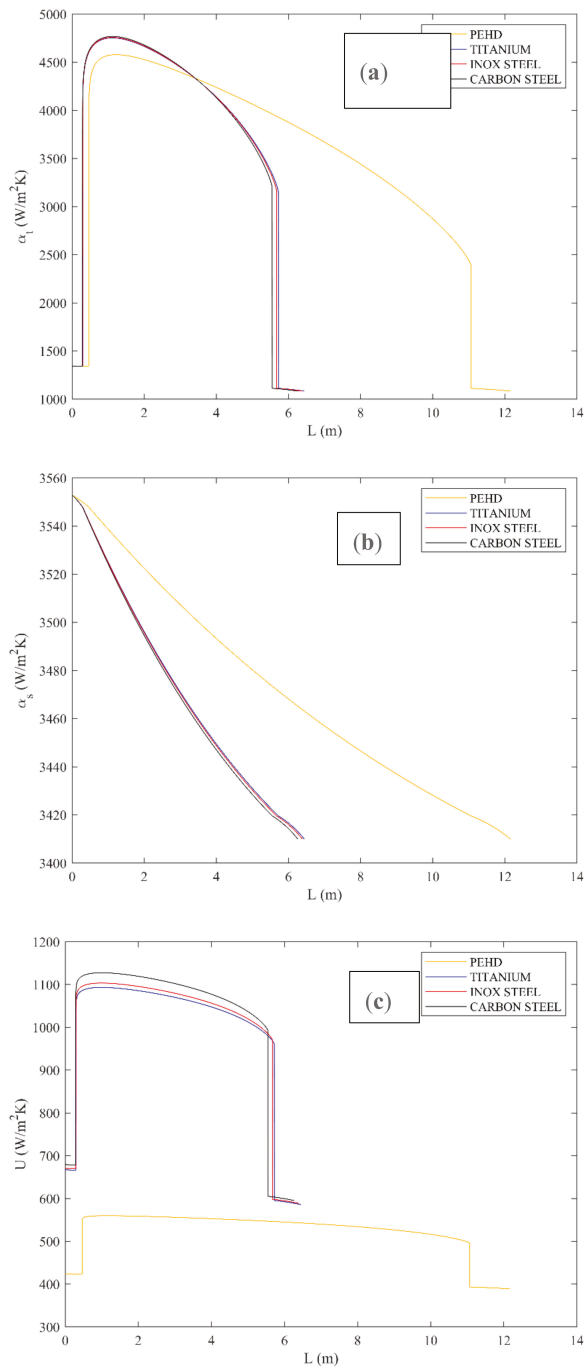 5000
4500
4000
3500
3000
2500
2000
1500
1000
α_t (W/m²K)
(a)
PEHD
TITANIUM
INOX STEEL
CARBON STEEL
0 2 4 6 8 10 12 14
L (m)
3560
3540
3520
3500
3480
3460
3440
3420
3400
α_s (W/m²K)
(b)
PEHD
TITANIUM
INOX STEEL
CARBON STEEL
0 2 4 6 8 10 12 14
L (m)
1200
1100
1000
900
800
700
600
500
400
300
U (W/m²K)
(c)
PEHD
TITANIUM
INOX STEEL
CARBON STEEL
0 2 4 6 8 10 12 14
L (m)